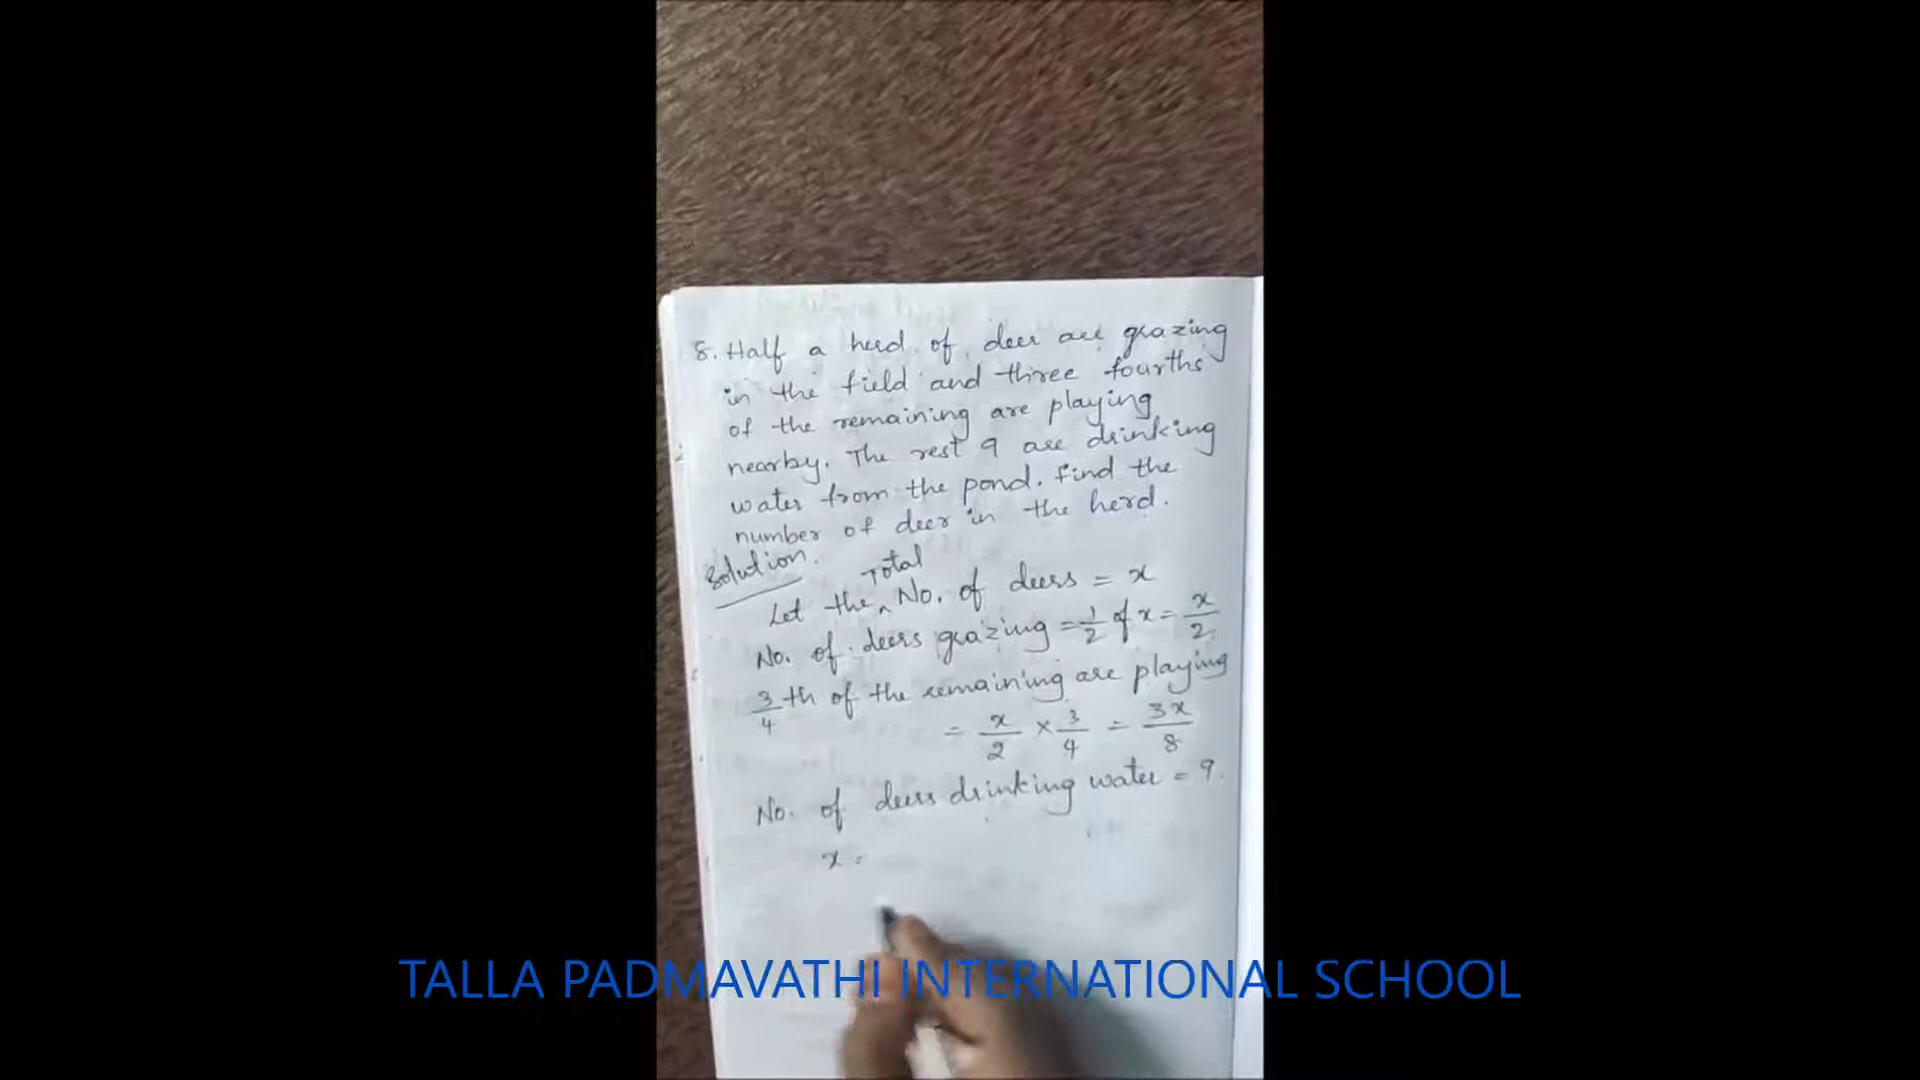 8. Half a herd of deer are grazing
in the field and three fourths
of the remaining are playing
nearby. The rest 9 are drinking
water from the pond. Find the
number of deer in the herd.
Solution.
Total
Let the ^ No. of deers = x
No. of deers grazing = 1/2 of x = x/2
3/4 th of the remaining are playing
= x/2 × 3/4 = 3x/8
No. of deers drinking water = 9.
x =
TALLA PADMAVATHI INTERNATIONAL SCHOOL